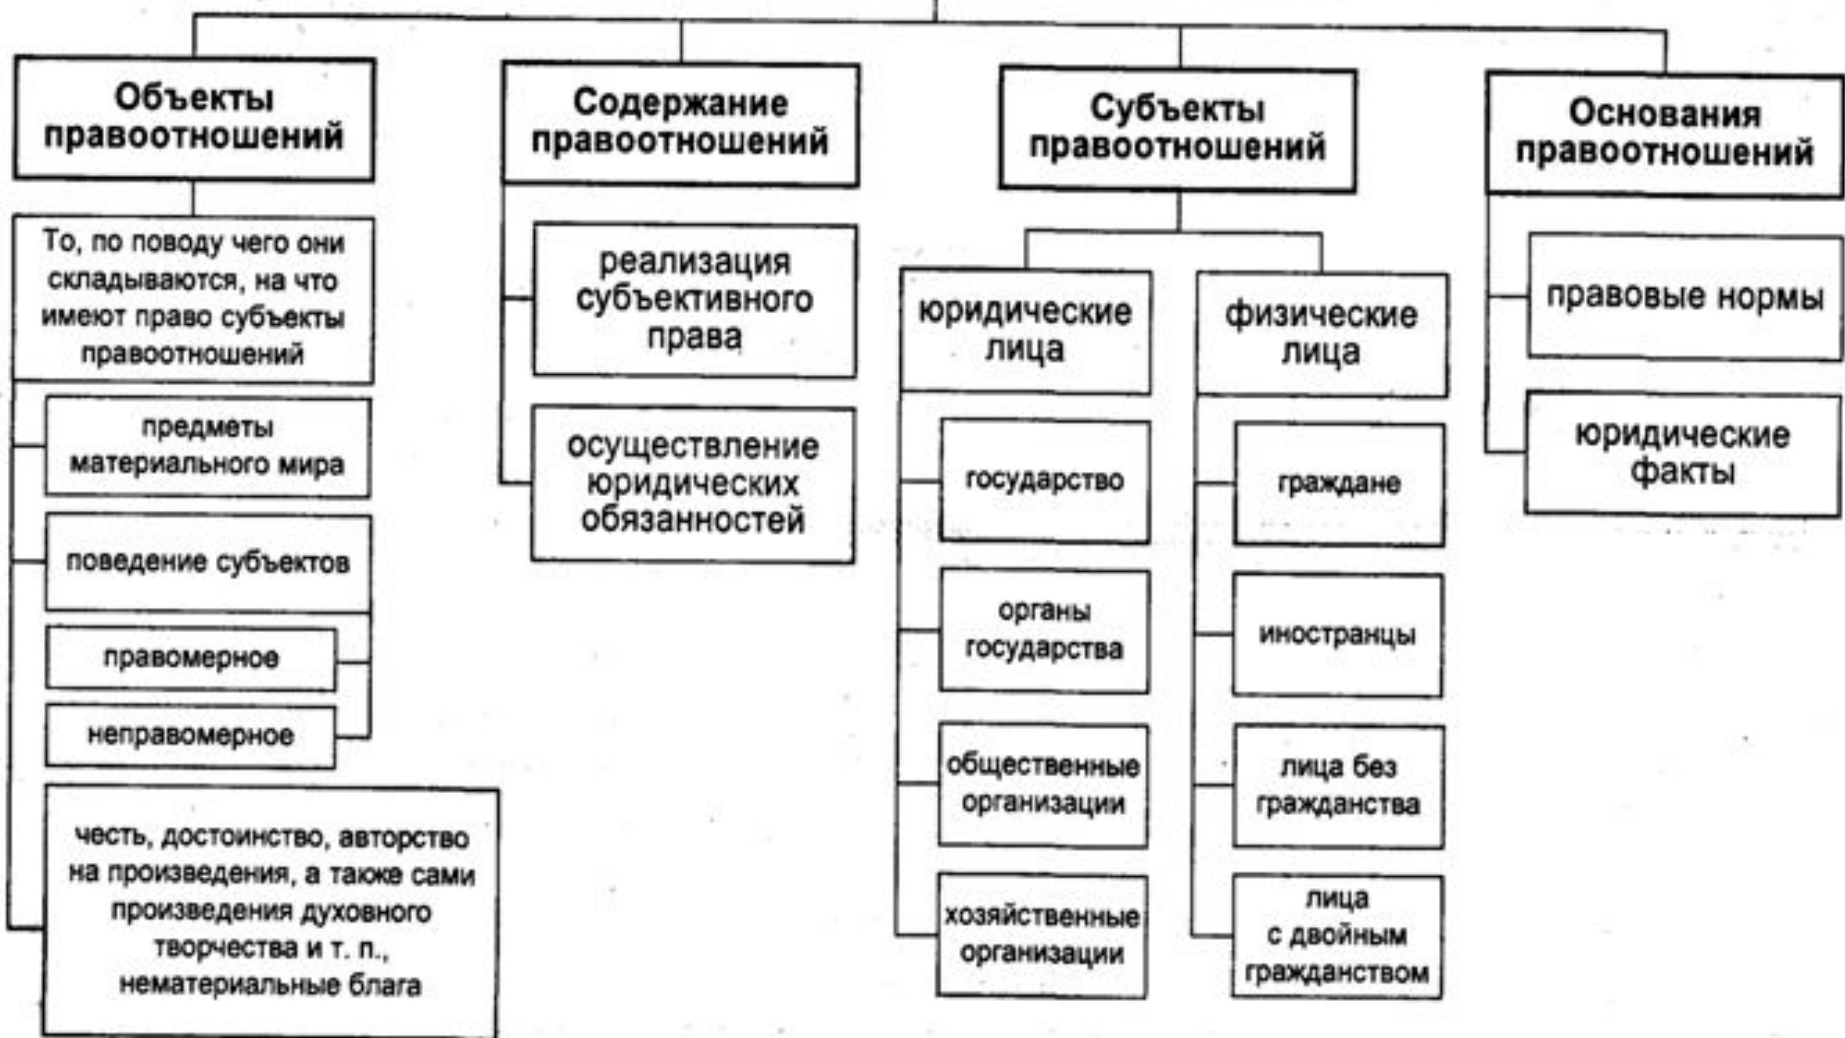 Объекты
правоотношений
То, по поводу чего они
складываются, на что
имеют право субъекты
правоотношений
предметы
материального мира
поведение субъектов
правомерное
неправомерное
честь, достоинство, авторство
на произведения, а также сами
произведения духовного
творчества и т. п.,
нематериальные блага
Содержание
правоотношений
реализация
субъективного
права
осуществление
юридических
обязанностей
Субъекты
правоотношений
юридические
лица
государство
органы
государства
общественные
организации
хозяйственные
организации
физические
лица
граждане
иностранцы
лица без
гражданства
лица
с двойным
гражданством
Основания
правоотношений
правовые нормы
юридические
факты